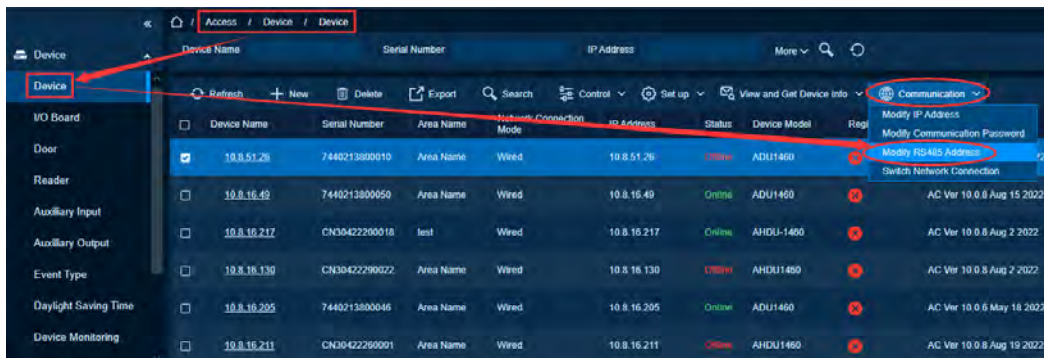 « Access / Device / Device
Device
Device Name Serial Number IP Address More
Device
Refresh New Delete Export Search Control Set up View and Get Device Info Communication
I/O Board
Device Name Serial Number Area Name Network Connection Mode IP Address Status Device Model Regi
Modify IP Address
Modify Communication Password
Modify RS485 Address
Switch Network Connection
Door
10.8.51.26 7440213800010 Area Name Wired 10.8.51.26 Offline ADU1460
Reader
10.8.16.49 7440213800050 Area Name Wired 10.8.16.49 Online ADU1460 AC Ver 10.0.8 Aug 15 2022
Auxiliary Input
Auxiliary Output
10.8.16.217 CN30422200018 test Wired 10.8.16.217 Online AHDU-1460 AC Ver 10.0.8 Aug 2 2022
Event Type
10.8.16.130 CN30422290022 Area Name Wired 10.8.16.130 Offline AHDU1460 AC Ver 10.0.8 Aug 2 2022
Daylight Saving Time
10.8.16.205 7440213800046 Area Name Wired 10.8.16.205 Online ADU1460 AC Ver 10.0.6 May 18 2022
Device Monitoring
10.8.16.211 CN30422260001 Area Name Wired 10.8.16.211 Offline AHDU1460 AC Ver 10.0.8 Aug 19 2022